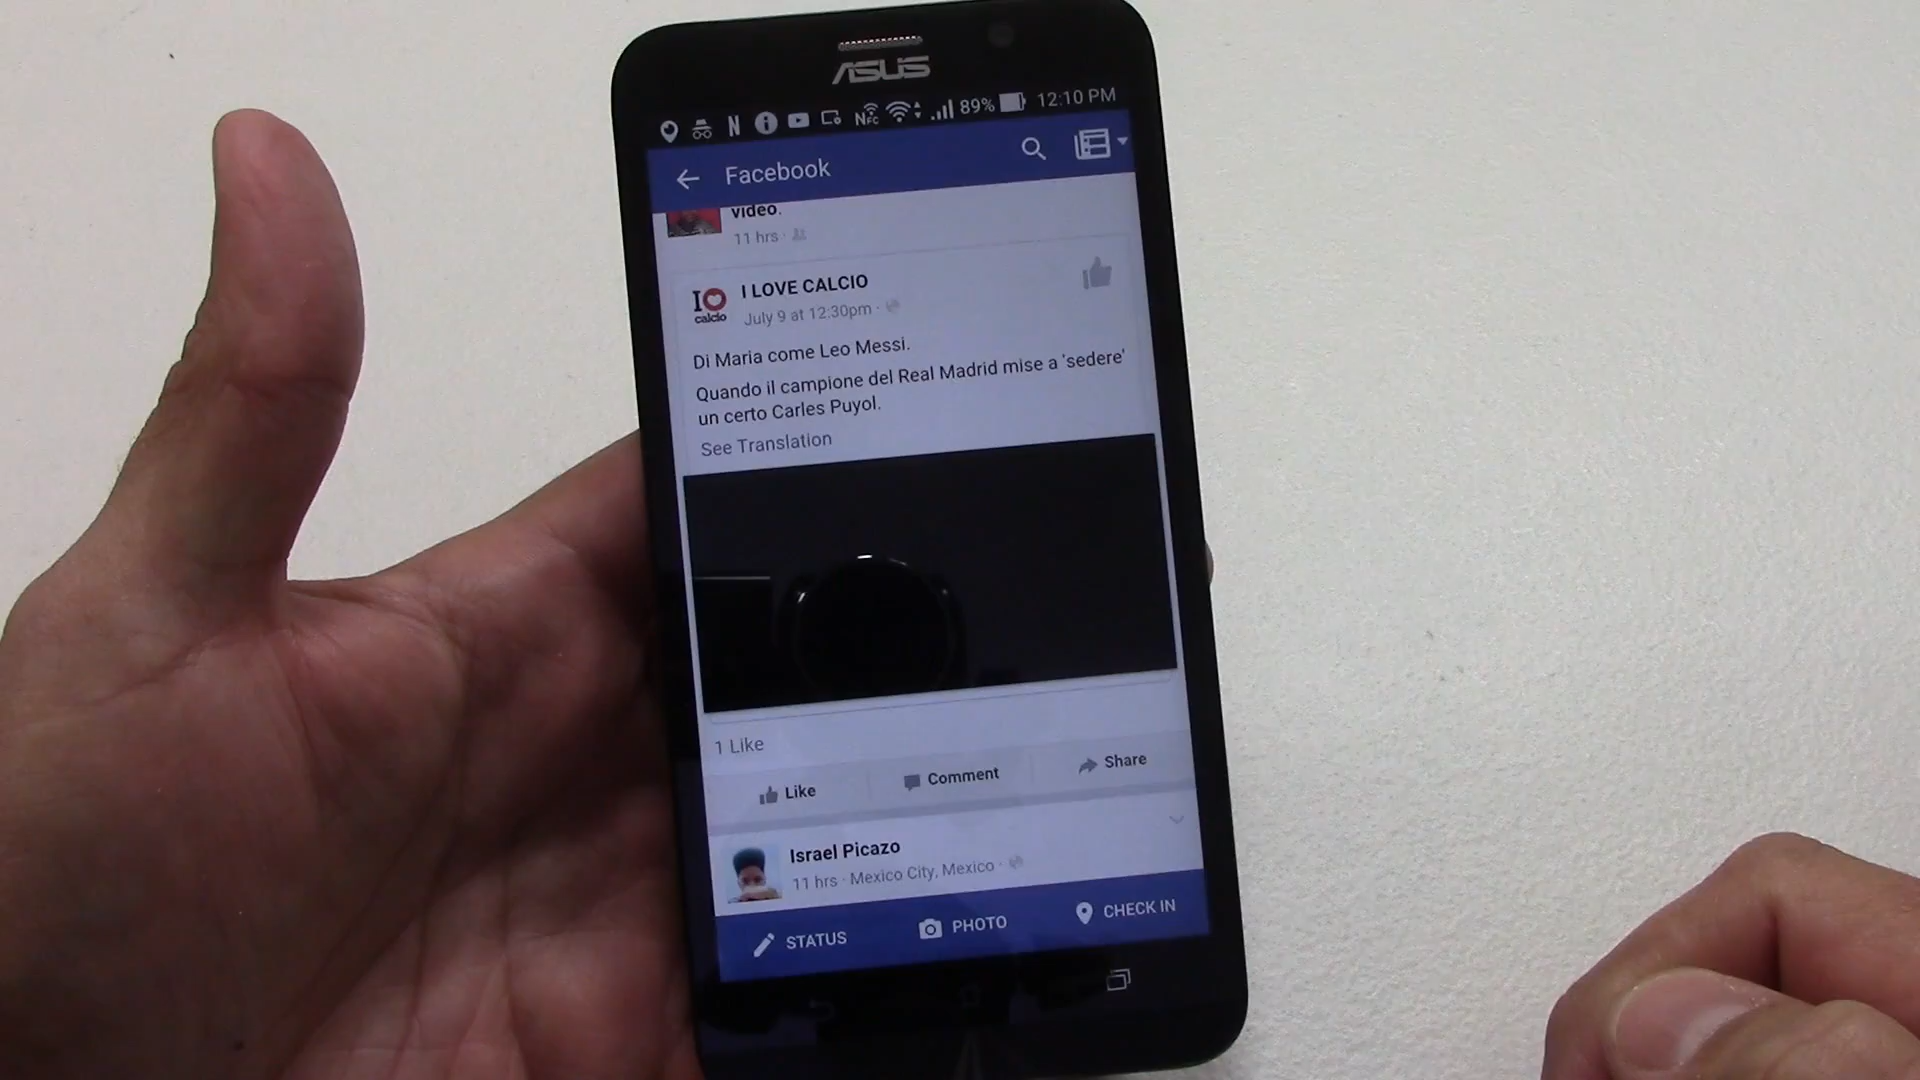 ASUS
N NFC 89% 12:10 PM
Facebook
video.
11 hrs ·
I LOVE CALCIO
I calcio
July 9 at 12:30pm ·
Di Maria come Leo Messi.
Quando il campione del Real Madrid mise a 'sedere'
un certo Carles Puyol.
See Translation
1 Like
Like Comment Share
Israel Picazo
11 hrs · Mexico City, Mexico ·
STATUS PHOTO CHECK IN